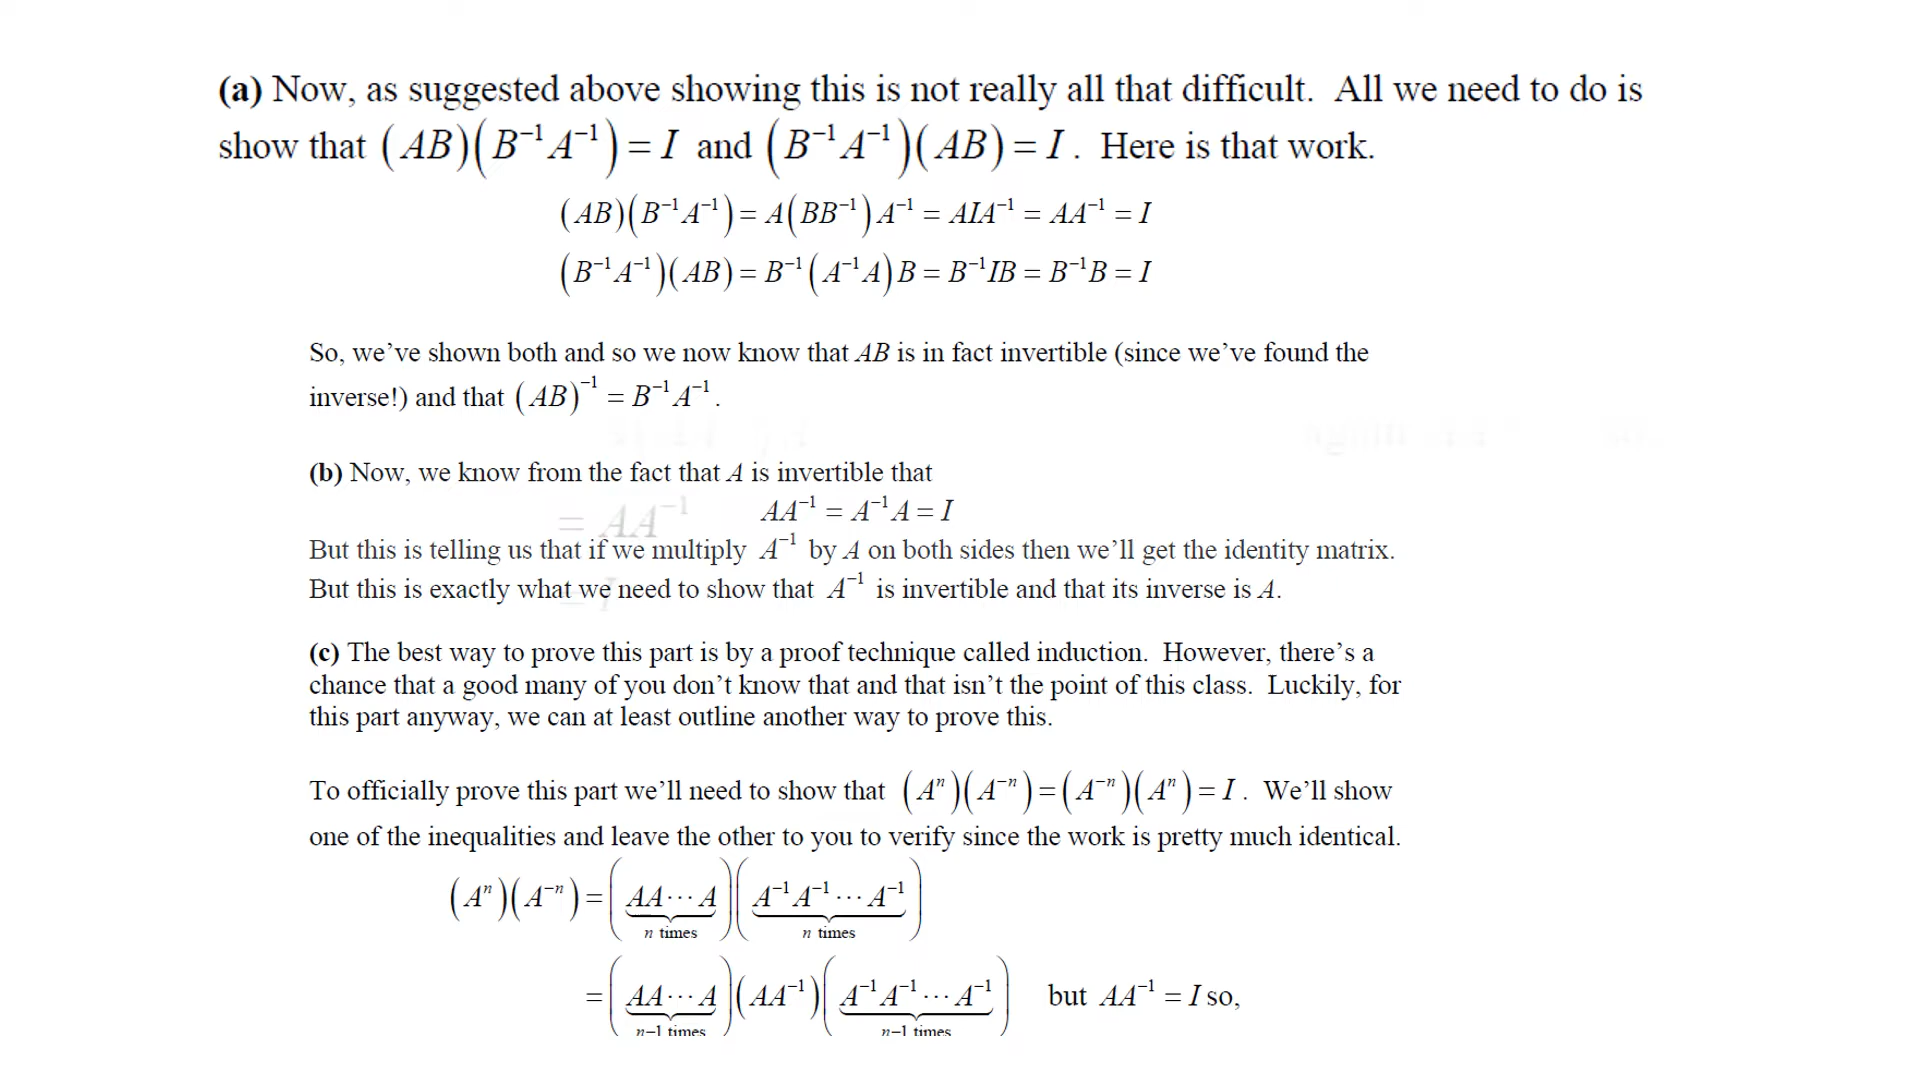 (a) Now, as suggested above showing this is not really all that difficult. All we need to do is
show that (AB)(B⁻¹A⁻¹) = I and (B⁻¹A⁻¹)(AB) = I. Here is that work.
(AB)(B⁻¹A⁻¹) = A(BB⁻¹)A⁻¹ = AIA⁻¹ = AA⁻¹ = I
(B⁻¹A⁻¹)(AB) = B⁻¹(A⁻¹A)B = B⁻¹IB = B⁻¹B = I
So, we’ve shown both and so we now know that AB is in fact invertible (since we’ve found the
inverse!) and that (AB)⁻¹ = B⁻¹A⁻¹.
(b) Now, we know from the fact that A is invertible that
AA⁻¹ = A⁻¹A = I
= AA⁻¹
But this is telling us that if we multiply A⁻¹ by A on both sides then we’ll get the identity matrix.
But this is exactly what we need to show that A⁻¹ is invertible and that its inverse is A.
(c) The best way to prove this part is by a proof technique called induction. However, there’s a
chance that a good many of you don’t know that and that isn’t the point of this class. Luckily, for
this part anyway, we can at least outline another way to prove this.
To officially prove this part we’ll need to show that (Aⁿ)(A⁻ⁿ) = (A⁻ⁿ)(Aⁿ) = I. We’ll show
one of the inequalities and leave the other to you to verify since the work is pretty much identical.
(Aⁿ)(A⁻ⁿ) = (AA⋯A)(A⁻¹A⁻¹⋯A⁻¹)
n times n times
= (AA⋯A)(AA⁻¹)(A⁻¹A⁻¹⋯A⁻¹) but AA⁻¹ = I so,
n−1 times n−1 times